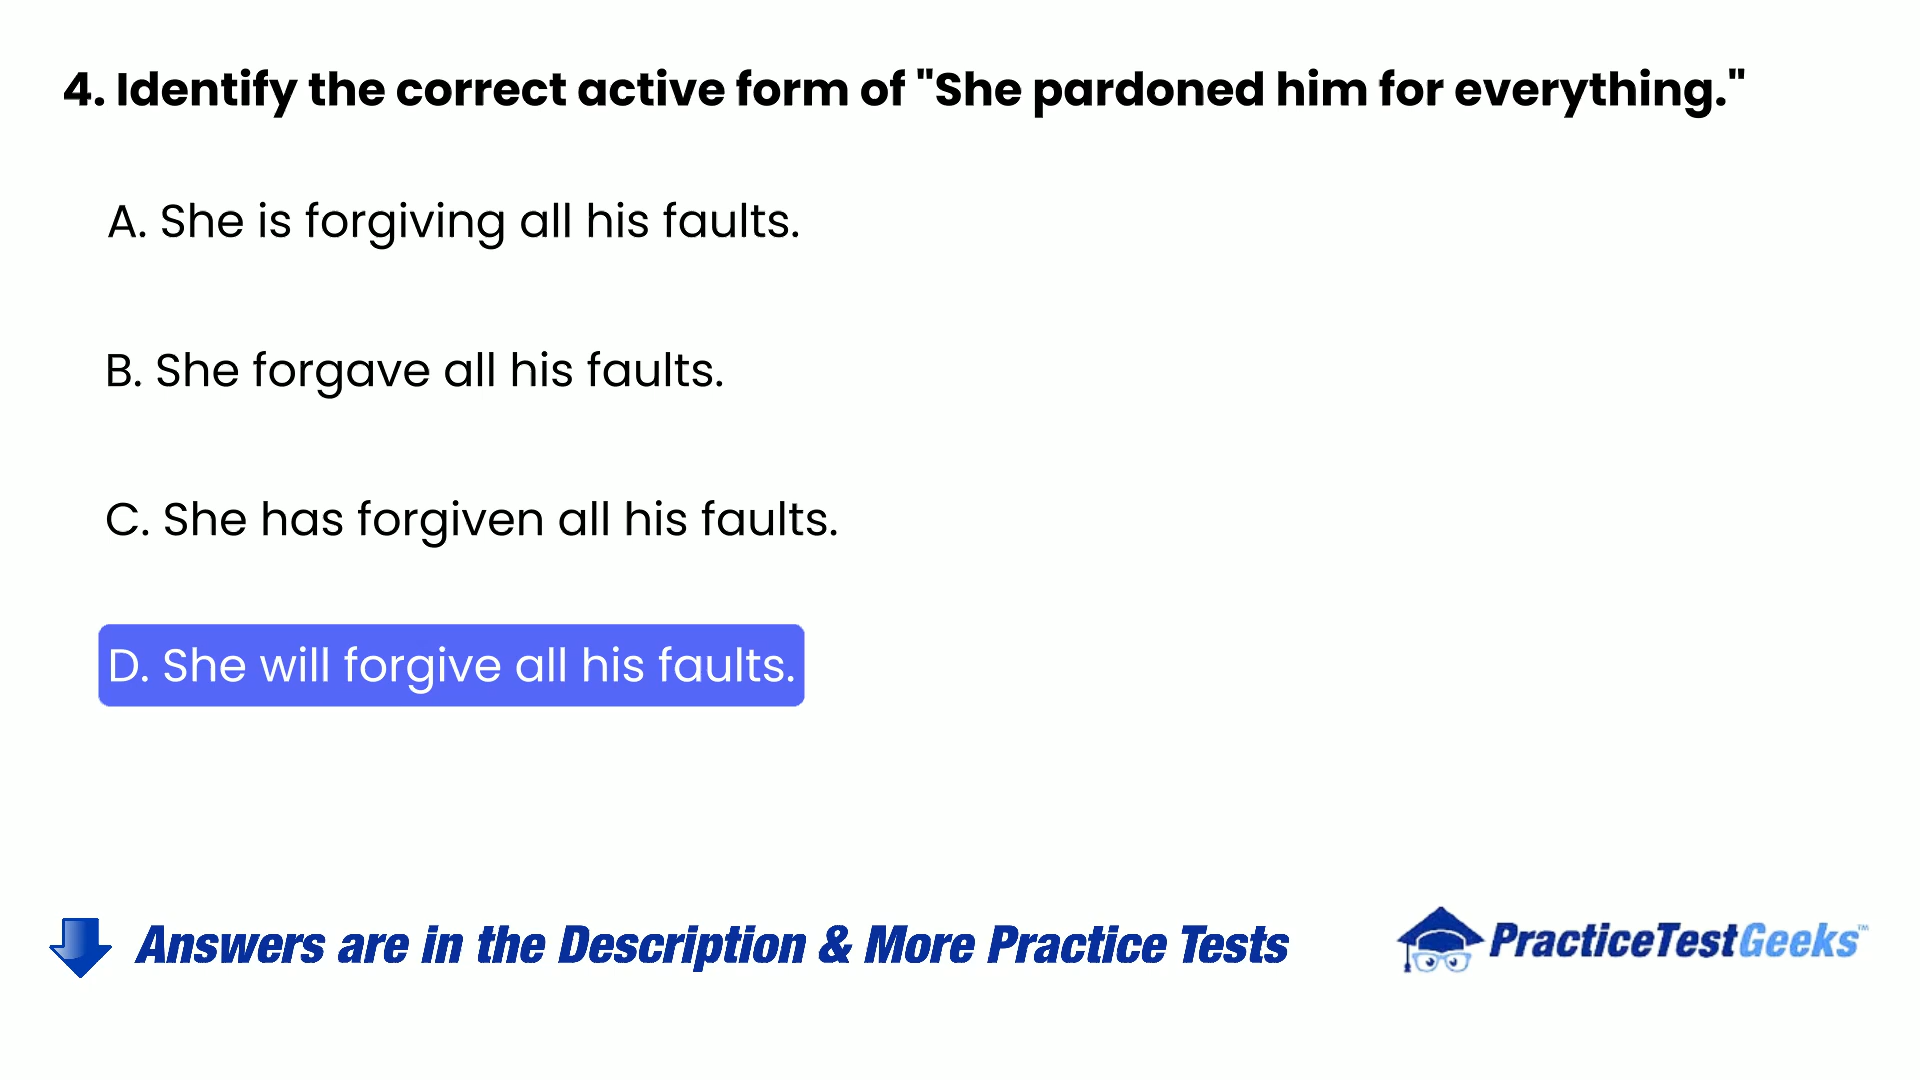 4. Identify the correct active form of "She pardoned him for everything."
A. She is forgiving all his faults.
B. She forgave all his faults.
C. She has forgiven all his faults.
D. She will forgive all his faults.
Answers are in the Description & More Practice Tests
PracticeTestGeeks™